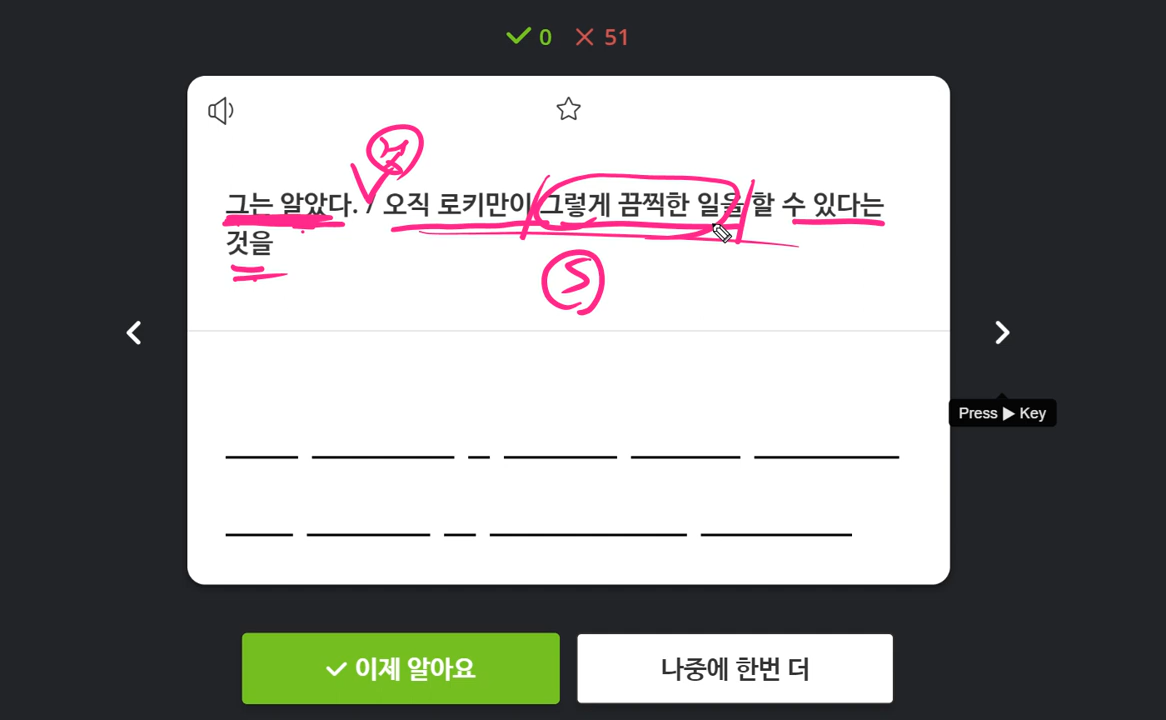 0 51
그는 알았다. / 오직 로키만이 그렇게 끔찍한 일을 할 수 있다는
것을
5
Press ▶ Key
이제 알아요
나중에 한번 더